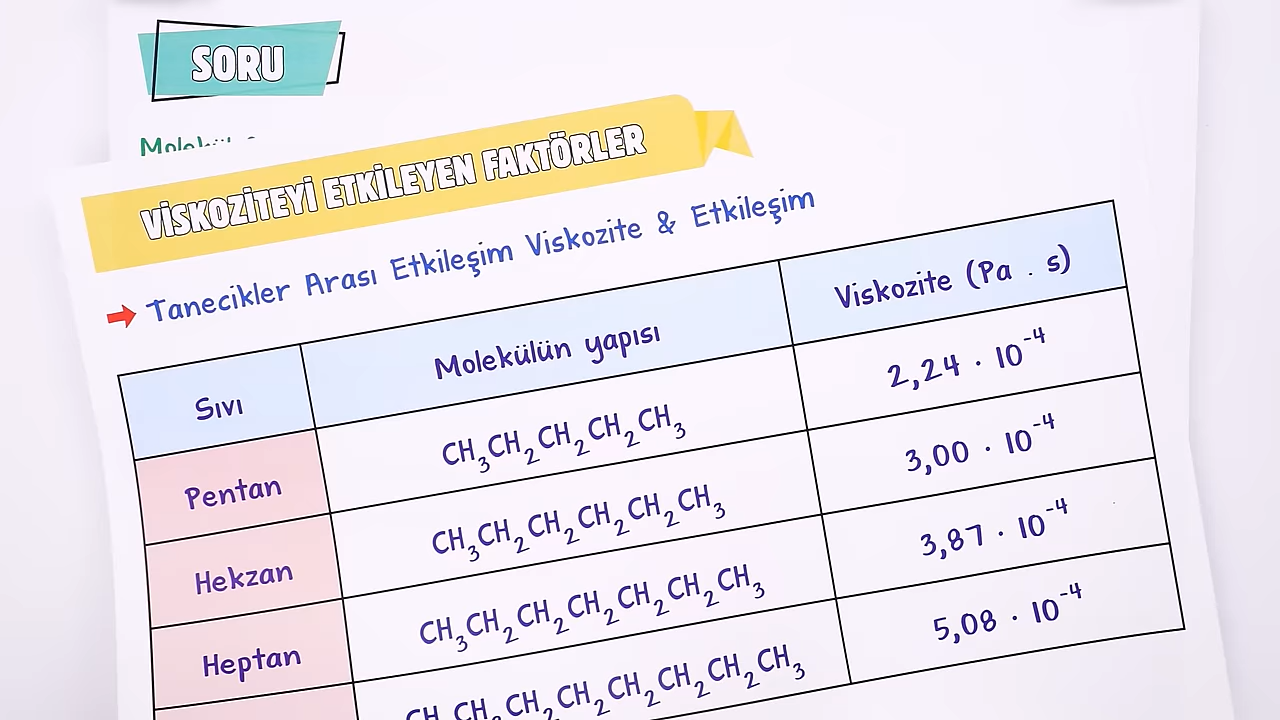 SORU
VİSKOZİTEYİ ETKİLEYEN FAKTÖRLER
Tanecikler Arası Etkileşim Viskozite & Etkileşim
Sıvı Molekülün yapısı Viskozite (Pa . s)
Pentan CH₃CH₂CH₂CH₂CH₃ 2,24 · 10⁻⁴
Hekzan CH₃CH₂CH₂CH₂CH₂CH₃ 3,00 · 10⁻⁴
Heptan CH₃CH₂CH₂CH₂CH₂CH₂CH₃ 3,87 · 10⁻⁴
5,08 · 10⁻⁴